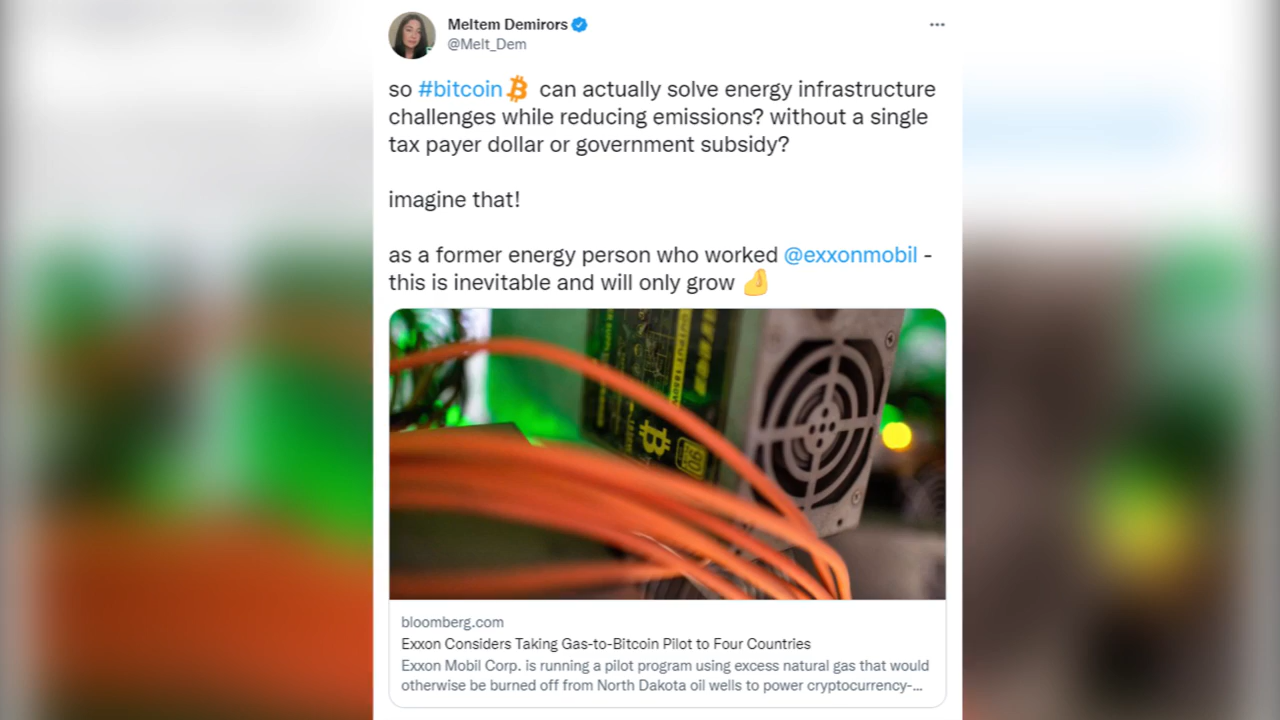 Meltem Demirors
@Melt_Dem
so #bitcoin can actually solve energy infrastructure
challenges while reducing emissions? without a single
tax payer dollar or government subsidy?
imagine that!
as a former energy person who worked @exxonmobil -
this is inevitable and will only grow
90
bloomberg.com
Exxon Considers Taking Gas-to-Bitcoin Pilot to Four Countries
Exxon Mobil Corp. is running a pilot program using excess natural gas that would
otherwise be burned off from North Dakota oil wells to power cryptocurrency-...